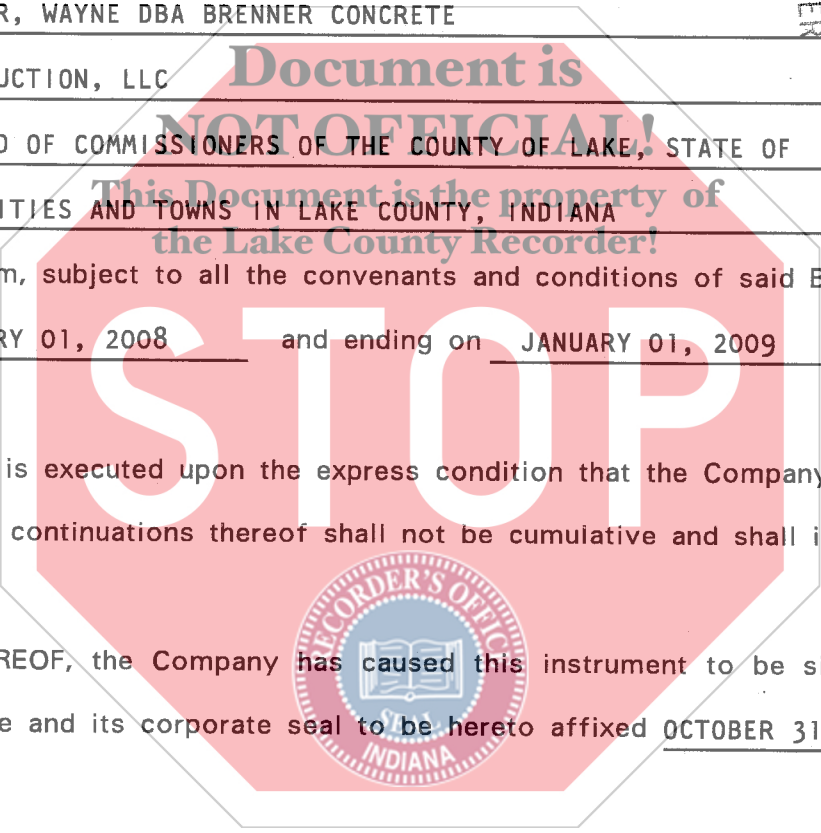 R, WAYNE DBA BRENNER CONCRETE
ER
Document is
UCTION, LLC
NOT OFFICIAL!
D OF COMMISSIONERS OF THE COUNTY OF LAKE, STATE OF
This Document is the property of
ITIES AND TOWNS IN LAKE COUNTY, INDIANA
the Lake County Recorder!
m, subject to all the convenants and conditions of said B
RY 01, 2008 and ending on JANUARY 01, 2009
STOP
is executed upon the express condition that the Company
continuations thereof shall not be cumulative and shall i
RECORDER'S OFFICE
REOF, the Company has caused this instrument to be s
SEAL
e and its corporate seal to be hereto affixed OCTOBER 31
INDIANA